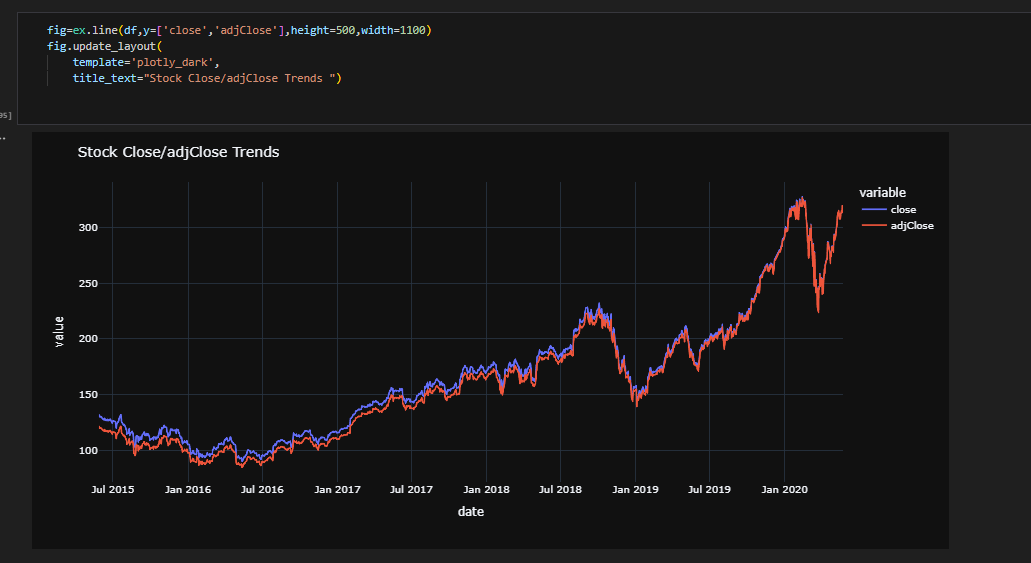 fig=ex.line(df,y=['close','adjClose'],height=500,width=1100)
fig.update_layout(
    template='plotly_dark',
    title_text="Stock Close/adjClose Trends ")
95]
Stock Close/adjClose Trends
variable
close
adjClose
300
250
200
150
100
value
Jul 2015 Jan 2016 Jul 2016 Jan 2017 Jul 2017 Jan 2018 Jul 2018 Jan 2019 Jul 2019 Jan 2020
date